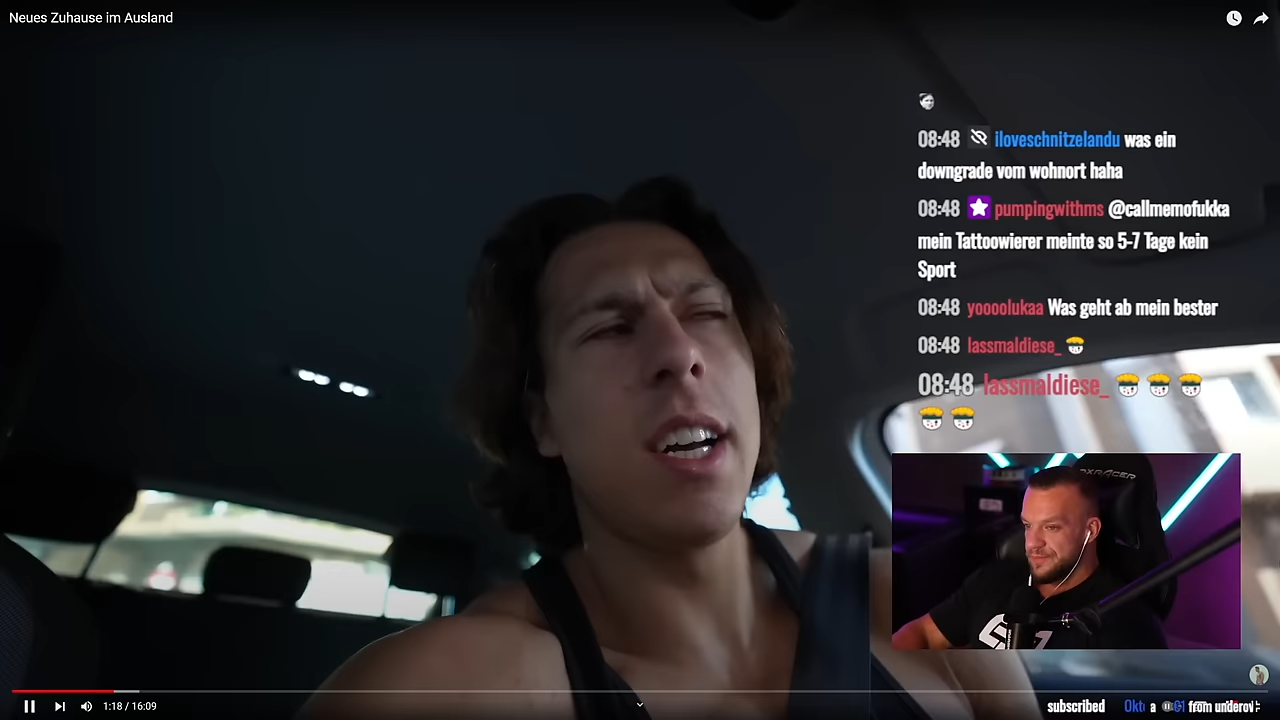 Neues Zuhause im Ausland
08:48 iloveschnitzelandu was ein
downgrade vom wohnort haha
08:48 pumpingwithms @callmemofukka
mein Tattoowierer meinte so 5-7 Tage kein
Sport
08:48 yoooolukaa Was geht ab mein bester
08:48 lassmaldiese_
08:48 lassmaldiese_
DXRACER
1:18 / 16:09
subscribed a from